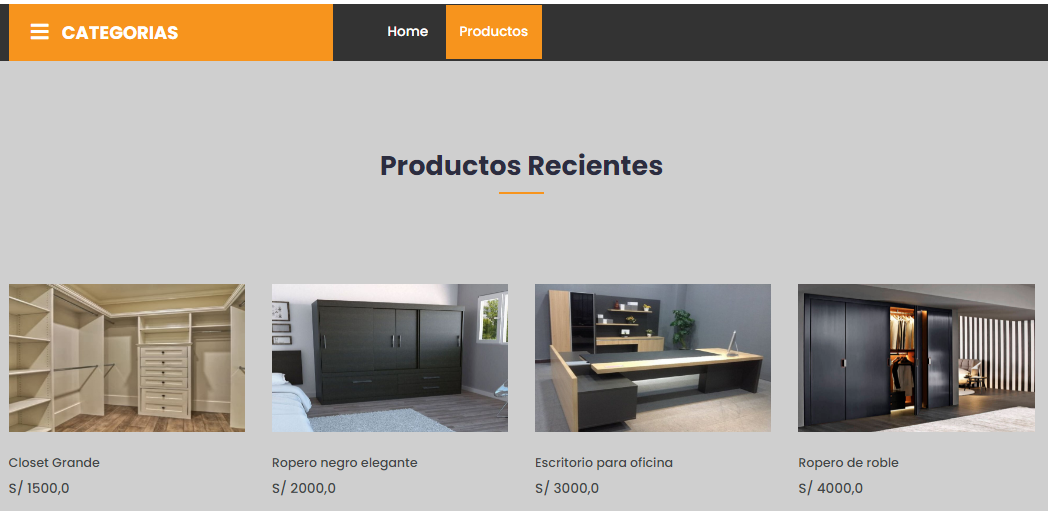 CATEGORIAS
Home
Productos
Productos Recientes
Closet Grande
S/ 1500,0
Ropero negro elegante
S/ 2000,0
Escritorio para oficina
S/ 3000,0
Ropero de roble
S/ 4000,0